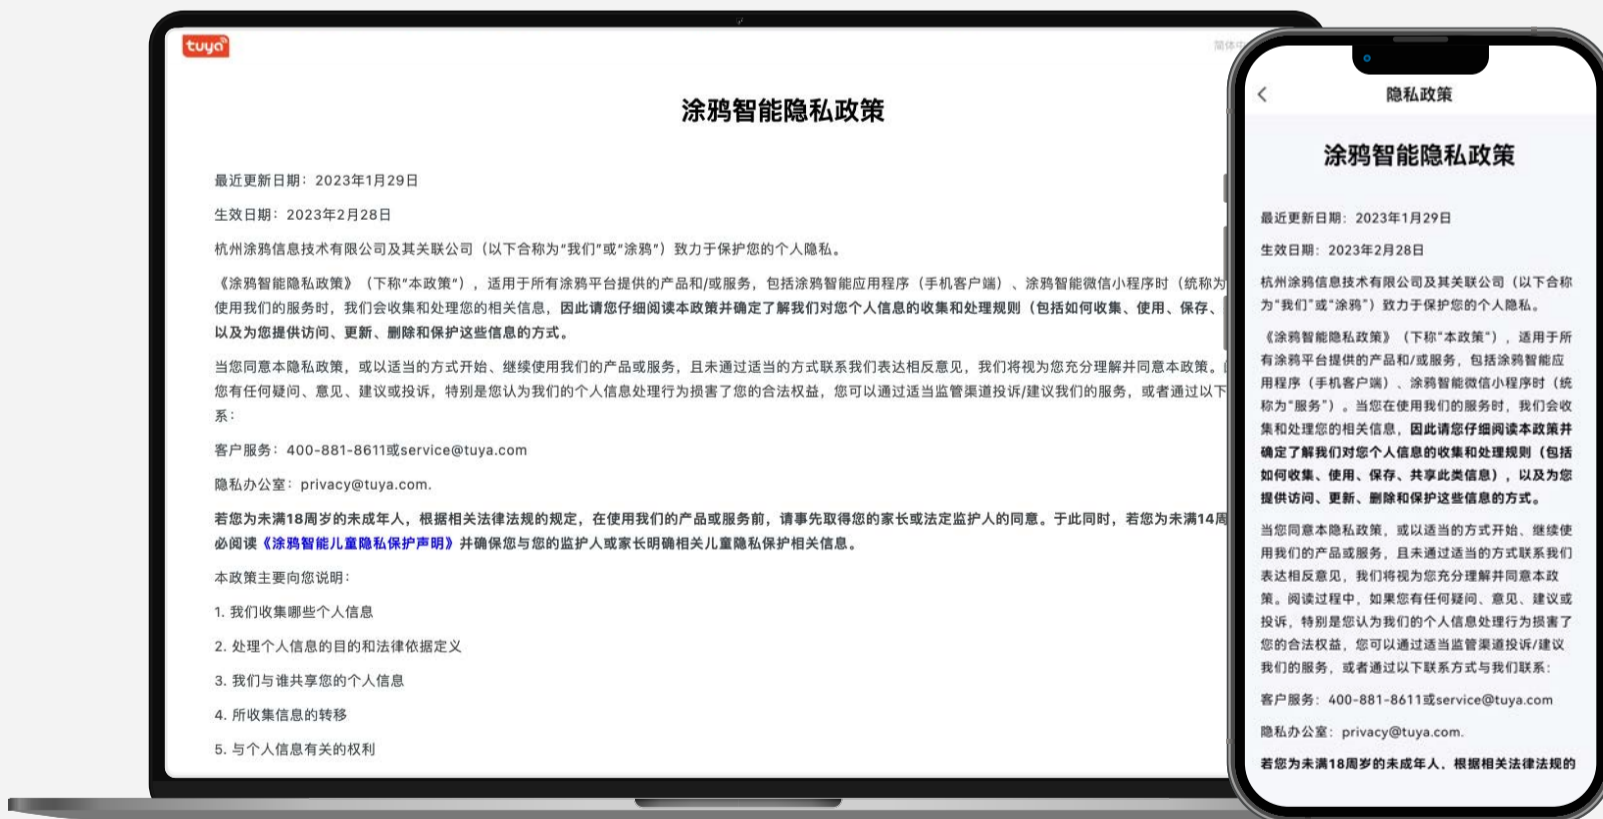 tuya
简体中
涂鸦智能隐私政策
最近更新日期：2023年1月29日
生效日期：2023年2月28日
杭州涂鸦信息技术有限公司及其关联公司（以下合称为“我们”或“涂鸦”）致力于保护您的个人隐私。
《涂鸦智能隐私政策》（下称“本政策”），适用于所有涂鸦平台提供的产品和/或服务，包括涂鸦智能应用程序（手机客户端）、涂鸦智能微信小程序时（统称为
使用我们的服务时，我们会收集和处理您的相关信息，因此请您仔细阅读本政策并确定了解我们对您个人信息的收集和处理规则（包括如何收集、使用、保存、
以及为您提供访问、更新、删除和保护这些信息的方式。
当您同意本隐私政策，或以适当的方式开始、继续使用我们的产品或服务，且未通过适当的方式联系我们表达相反意见，我们将视为您充分理解并同意本政策。
您有任何疑问、意见、建议或投诉，特别是您认为我们的个人信息处理行为损害了您的合法权益，您可以通过适当监管渠道投诉/建议我们的服务，或者通过以下
系：
客户服务：400-881-8611或service@tuya.com
隐私办公室：privacy@tuya.com.
若您为未满18周岁的未成年人，根据相关法律法规的规定，在使用我们的产品或服务前，请事先取得您的家长或法定监护人的同意。于此同时，若您为未满14周
必阅读《涂鸦智能儿童隐私保护声明》并确保您与您的监护人或家长明确相关儿童隐私保护相关信息。
本政策主要向您说明：
1. 我们收集哪些个人信息
2. 处理个人信息的目的和法律依据定义
3. 我们与谁共享您的个人信息
4. 所收集信息的转移
5. 与个人信息有关的权利
隐私政策
涂鸦智能隐私政策
最近更新日期：2023年1月29日
生效日期：2023年2月28日
杭州涂鸦信息技术有限公司及其关联公司（以下合称
为“我们”或“涂鸦”）致力于保护您的个人隐私。
《涂鸦智能隐私政策》（下称“本政策”），适用于所
有涂鸦平台提供的产品和/或服务，包括涂鸦智能应
用程序（手机客户端）、涂鸦智能微信小程序时（统
称为“服务”）。当您在使用我们的服务时，我们会收
集和处理您的相关信息，因此请您仔细阅读本政策并
确定了解我们对您个人信息的收集和处理规则（包括
如何收集、使用、保存、共享此类信息），以及为您
提供访问、更新、删除和保护这些信息的方式。
当您同意本隐私政策，或以适当的方式开始、继续使
用我们的产品或服务，且未通过适当的方式联系我们
表达相反意见，我们将视为您充分理解并同意本政
策。阅读过程中，如果您有任何疑问、意见、建议或
投诉，特别是您认为我们的个人信息处理行为损害了
您的合法权益，您可以通过适当监管渠道投诉/建议
我们的服务，或者通过以下联系方式与我们联系：
客户服务：400-881-8611或service@tuya.com
隐私办公室：privacy@tuya.com.
若您为未满18周岁的未成年人，根据相关法律法规的